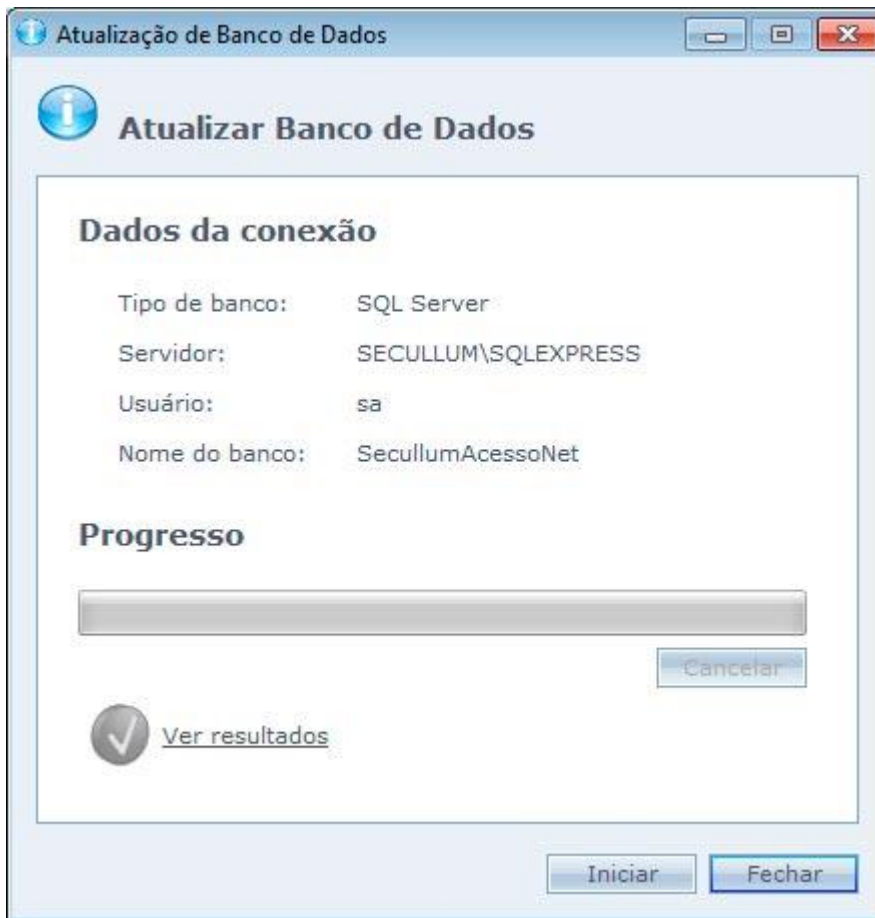 Atualização de Banco de Dados
Atualizar Banco de Dados
Dados da conexão
Tipo de banco: SQL Server
Servidor: SECULLUM\SQLEXPRESS
Usuário: sa
Nome do banco: SecullumAcessoNet
Progresso
Cancelar
Ver resultados
Iniciar Fechar